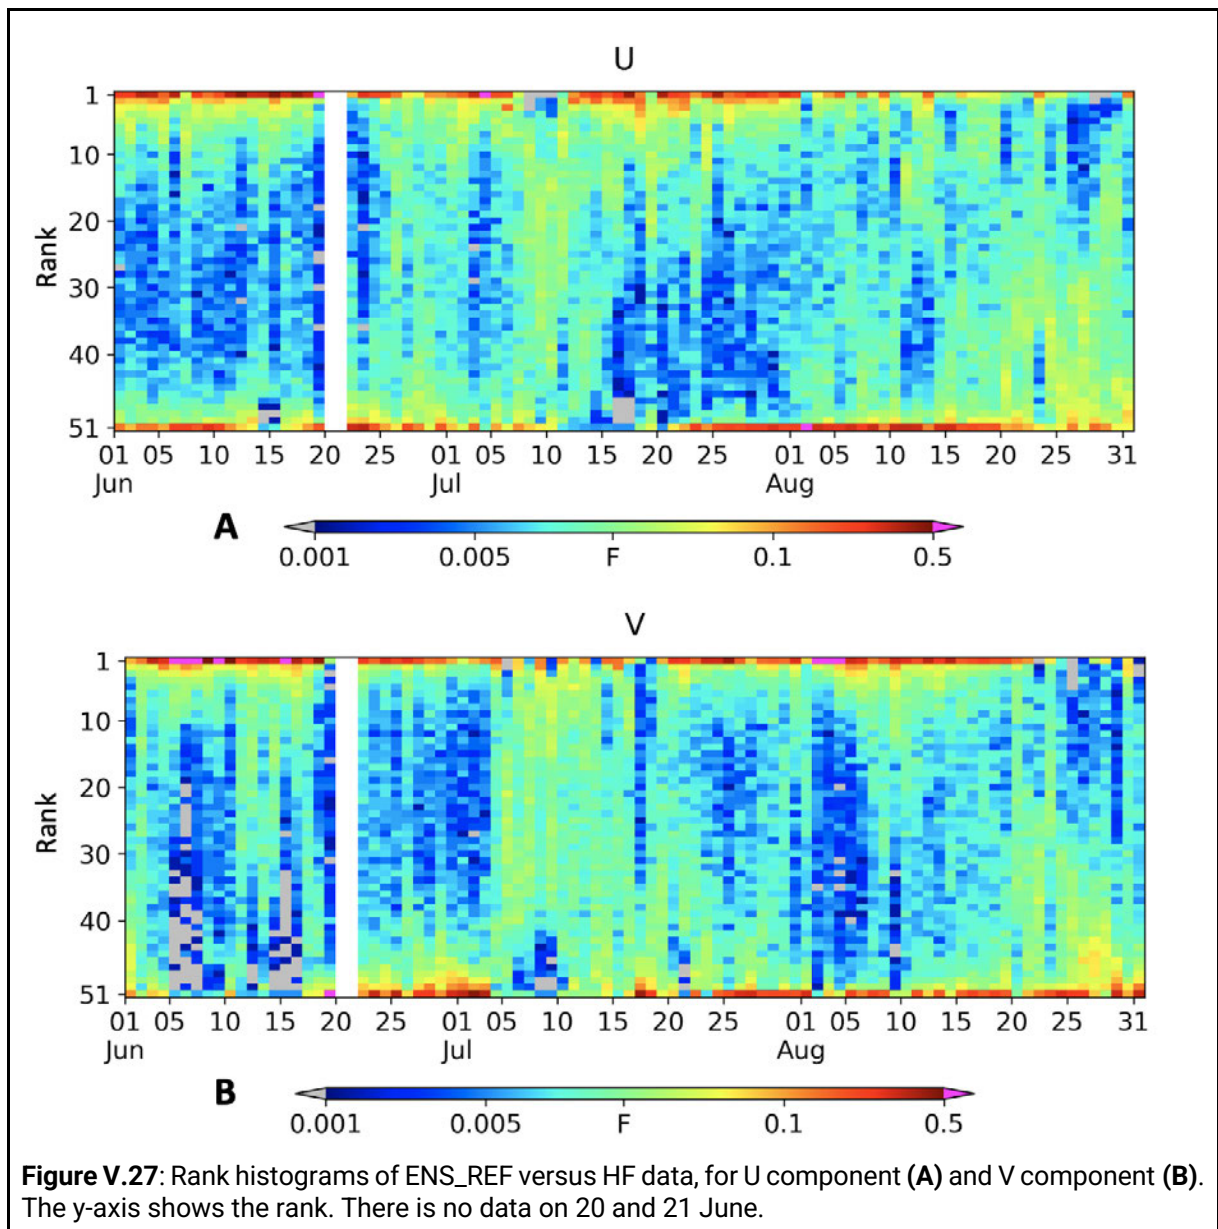 U
1
10
20
30
40
51
Rank
01 05 10 15 20 25 01 05 10 15 20 25 01 05 10 15 20 25 31
Jun Jul Aug
A
0.001 0.005 F 0.1 0.5
V
1
10
20
30
40
51
Rank
01 05 10 15 20 25 01 05 10 15 20 25 01 05 10 15 20 25 31
Jun Jul Aug
B
0.001 0.005 F 0.1 0.5
Figure V.27: Rank histograms of ENS_REF versus HF data, for U component (A) and V component (B).
The y-axis shows the rank. There is no data on 20 and 21 June.